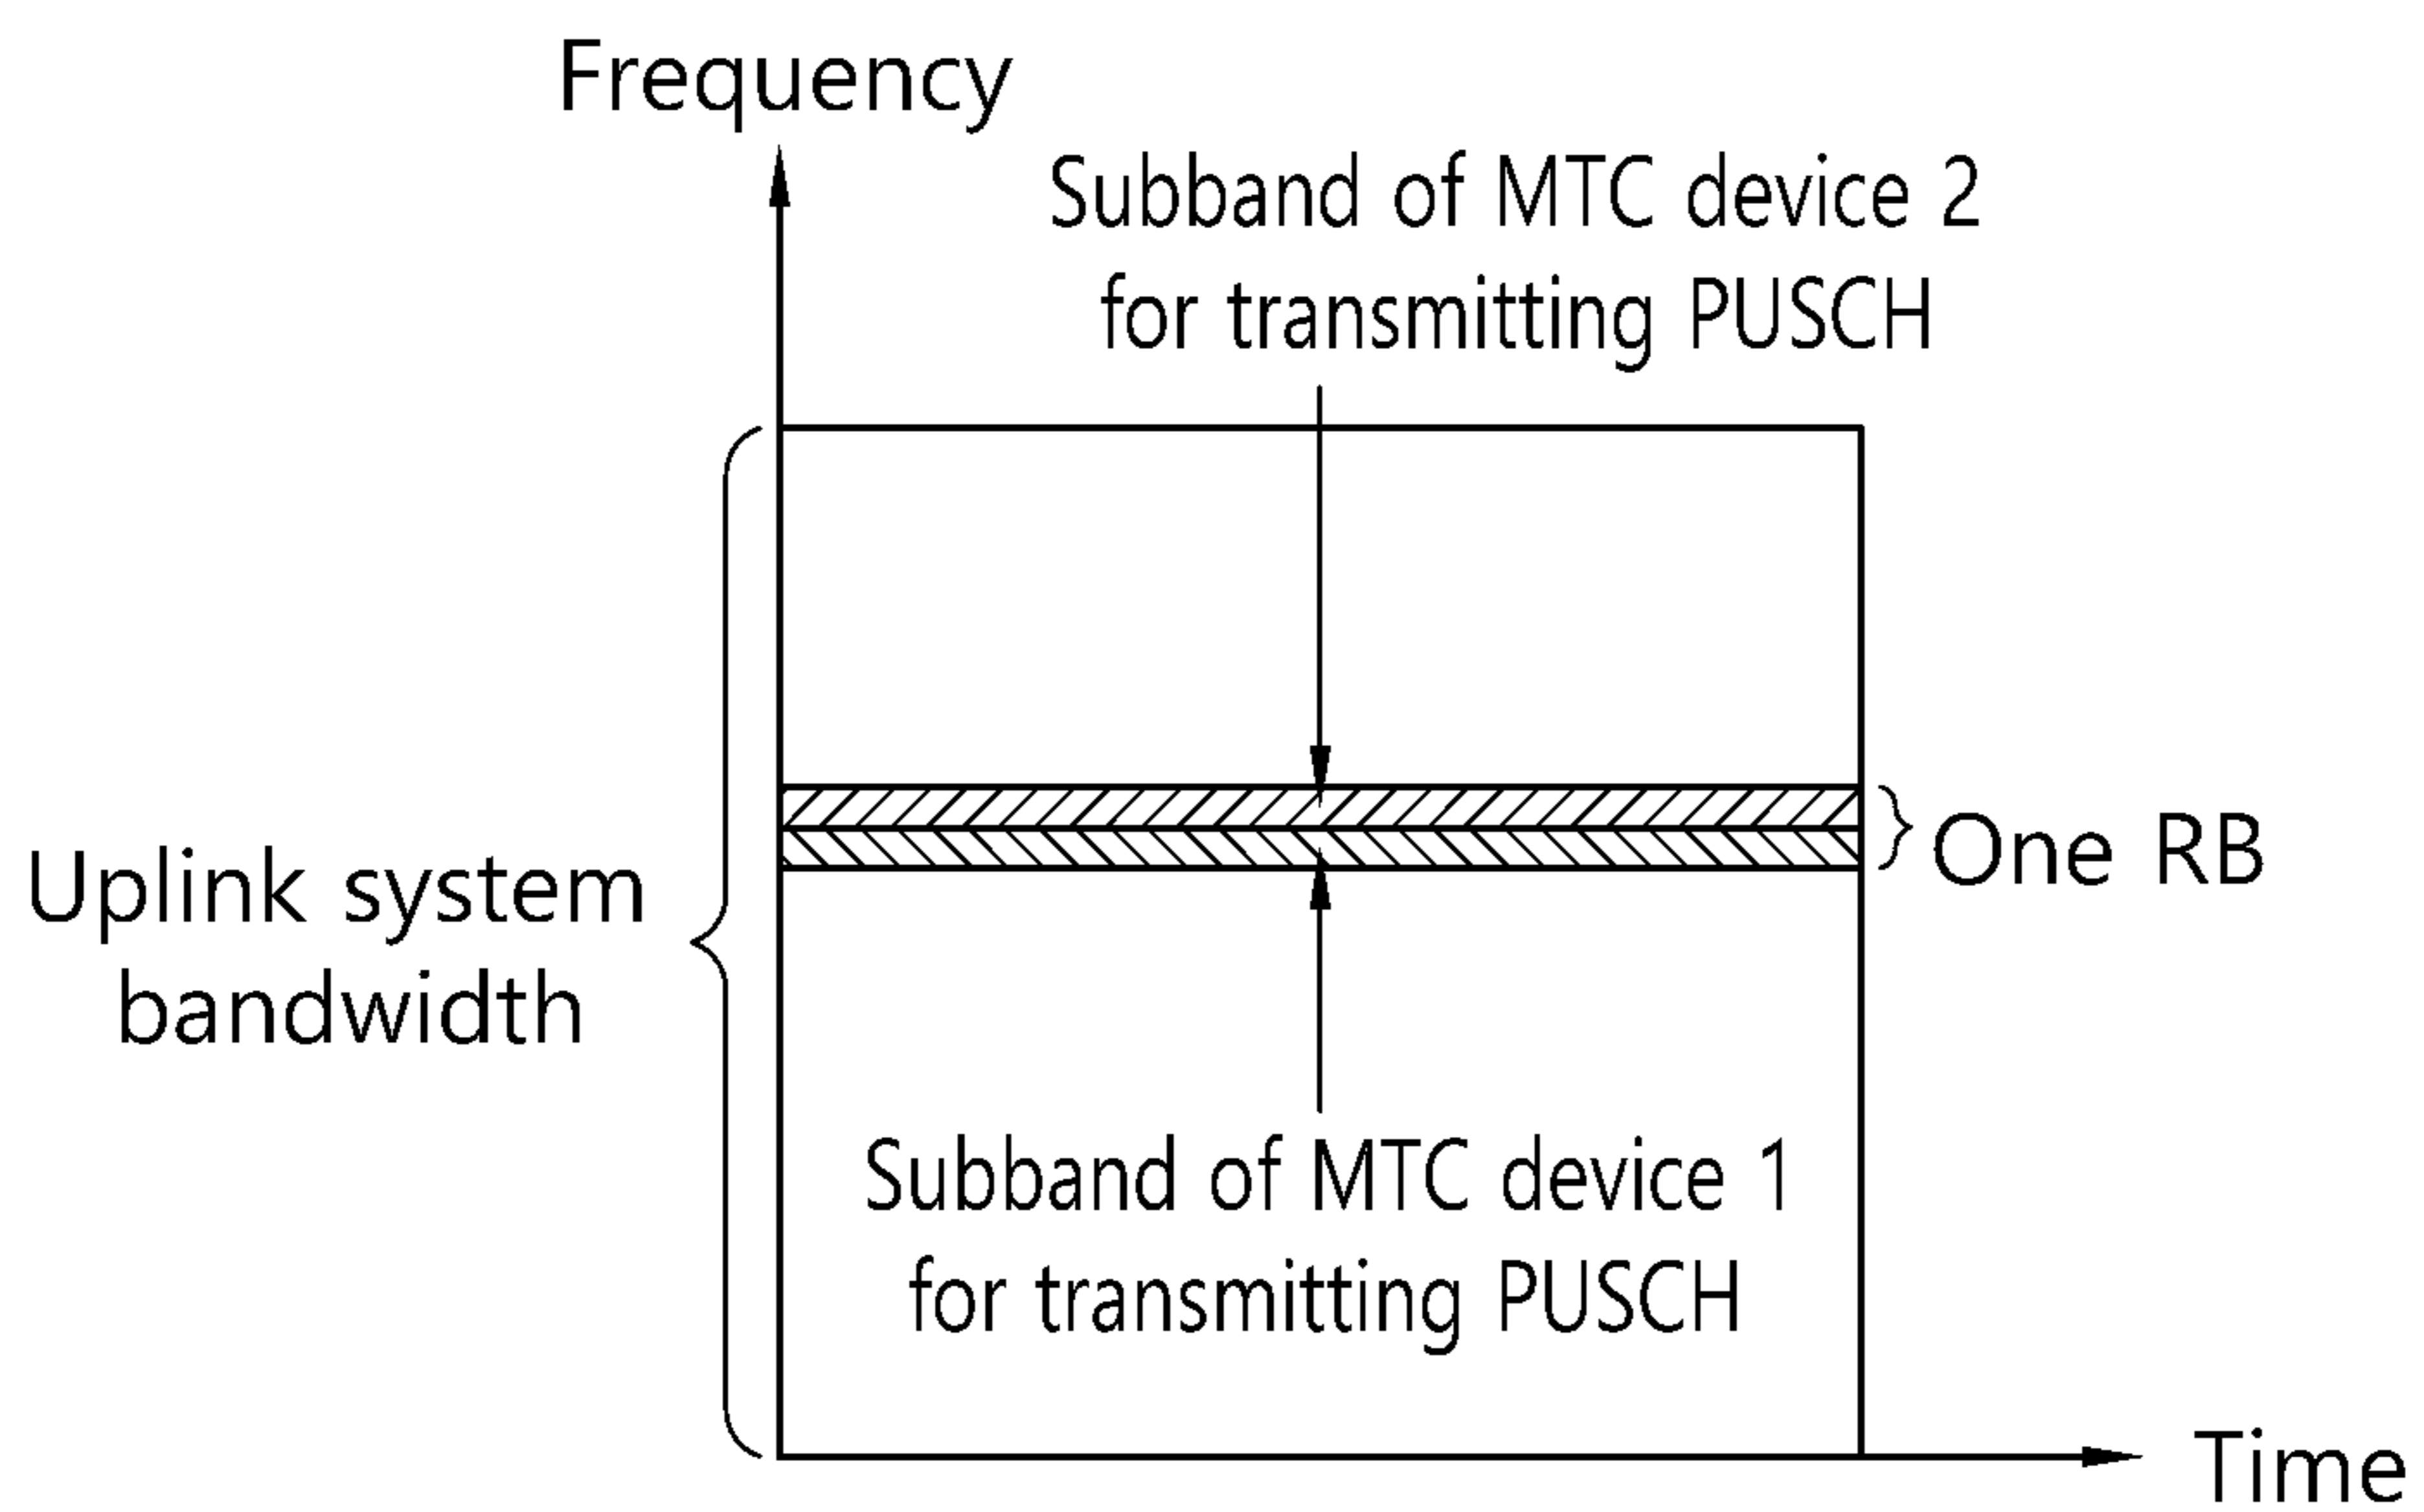 Frequency
Subband of MTC device 2
for transmitting PUSCH
Uplink system
bandwidth
One RB
Subband of MTC device 1
for transmitting PUSCH
Time